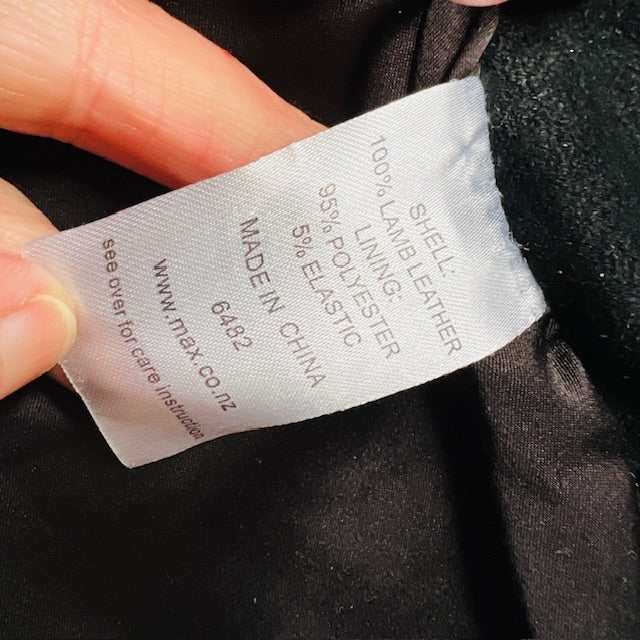 SHELL:
100% LAMB LEATHER
LINING:
95% POLYESTER
5% ELASTIC
MADE IN CHINA
6482
www.max.co.nz
see over for care instruction